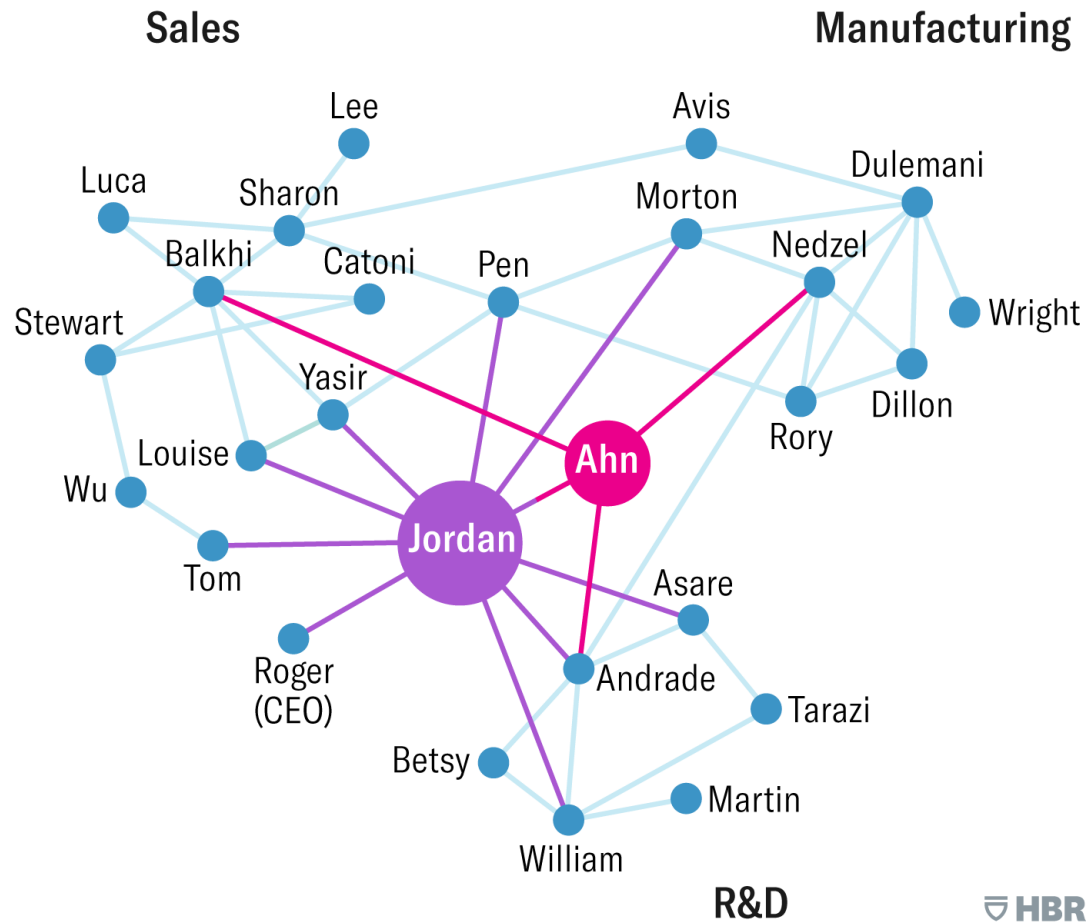 Sales
Manufacturing
Lee
Avis
Dulemani
Luca
Sharon
Morton
Balkhi
Catoni
Pen
Nedzel
Stewart
Wright
Yasir
Dillon
Rory
Louise
Ahn
Wu
Jordan
Tom
Asare
Roger
(CEO)
Andrade
Tarazi
Betsy
Martin
William
R&D
HBR